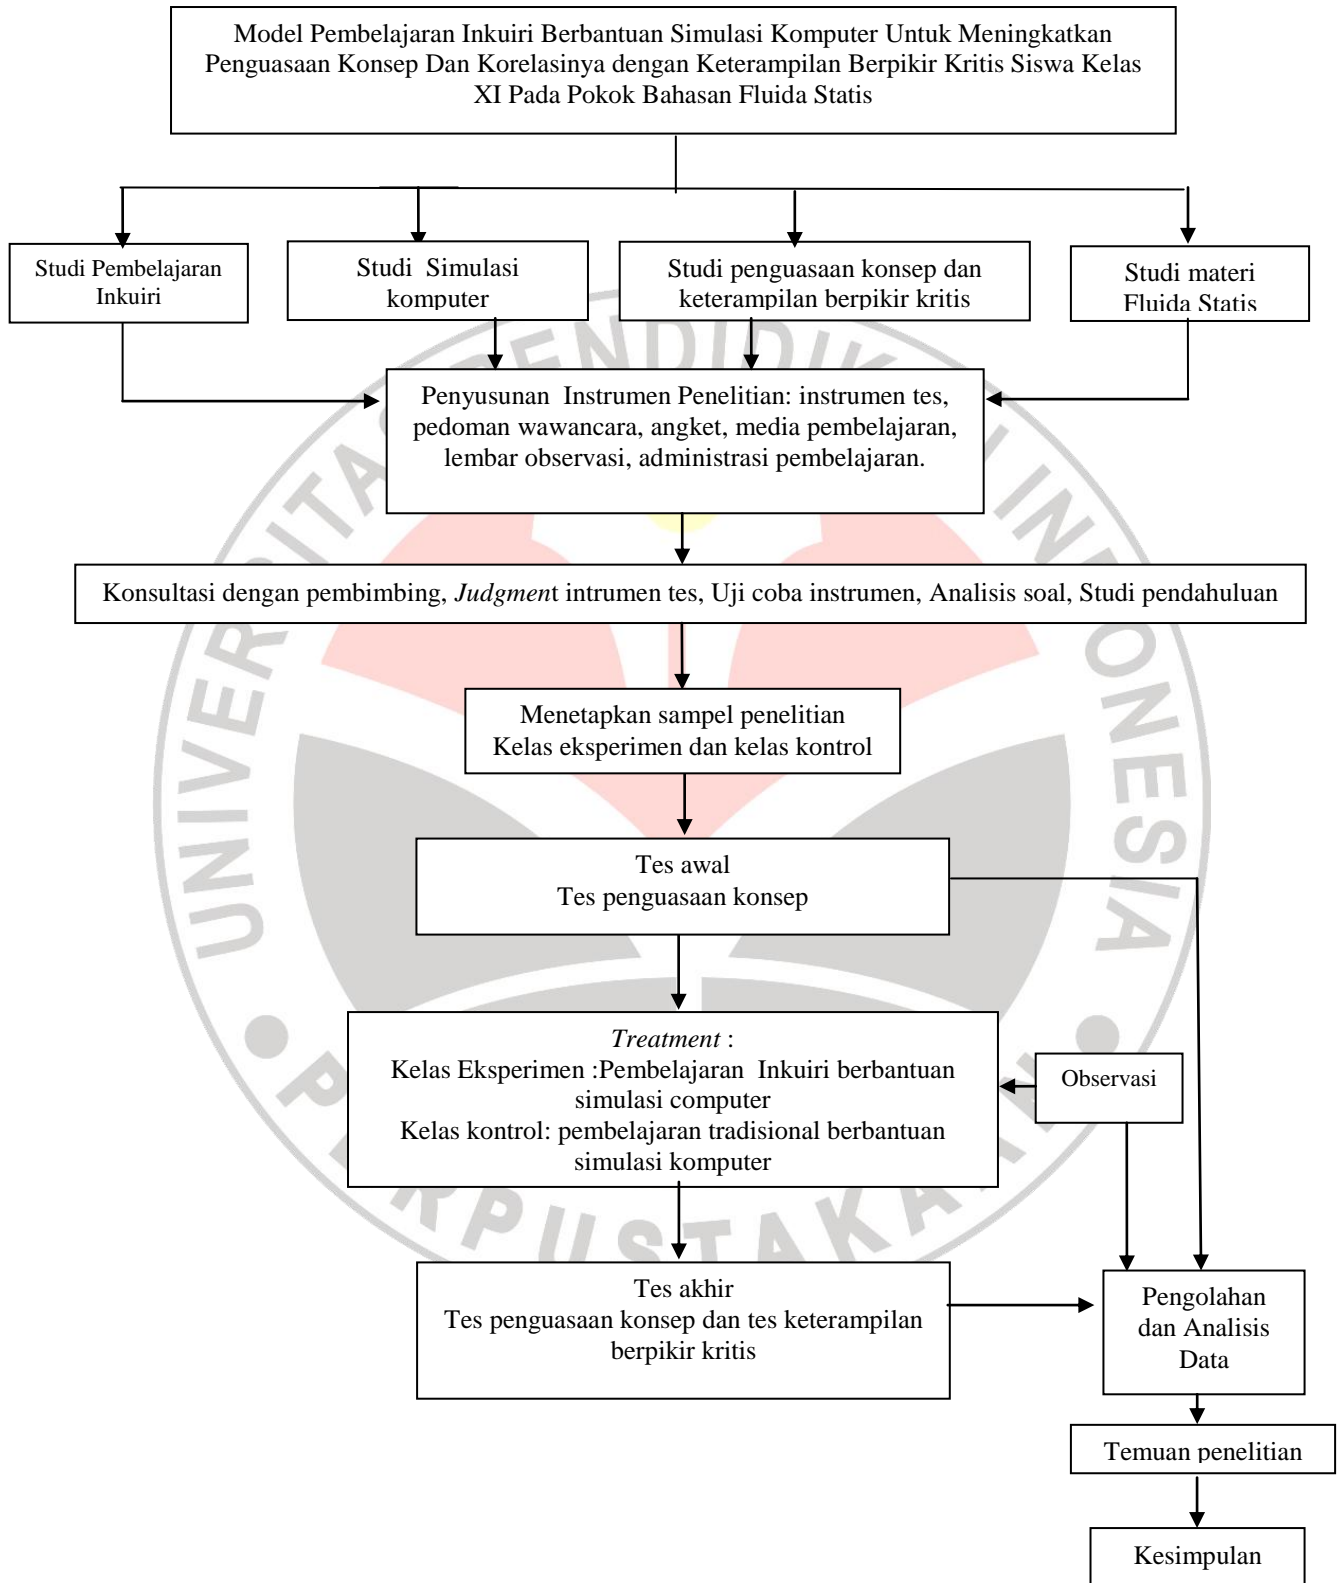 Model Pembelajaran Inkuiri Berbantuan Simulasi Komputer Untuk Meningkatkan
Penguasaan Konsep Dan Korelasinya dengan Keterampilan Berpikir Kritis Siswa Kelas
XI Pada Pokok Bahasan Fluida Statis
Studi Pembelajaran
Inkuiri
Studi Simulasi
komputer
Studi penguasaan konsep dan
keterampilan berpikir kritis
Studi materi
Fluida Statis
Penyusunan Instrumen Penelitian: instrumen tes,
pedoman wawancara, angket, media pembelajaran,
lembar observasi, administrasi pembelajaran.
Konsultasi dengan pembimbing, Judgment intrumen tes, Uji coba instrumen, Analisis soal, Studi pendahuluan
Menetapkan sampel penelitian
Kelas eksperimen dan kelas kontrol
Tes awal
Tes penguasaan konsep
Treatment :
Kelas Eksperimen :Pembelajaran Inkuiri berbantuan
simulasi computer
Kelas kontrol: pembelajaran tradisional berbantuan
simulasi komputer
Observasi
Tes akhir
Tes penguasaan konsep dan tes keterampilan
berpikir kritis
Pengolahan
dan Analisis
Data
Temuan penelitian
Kesimpulan
UNIVERSITAS PENDIDIKAN INDONESIA
PERPUSTAKAAN